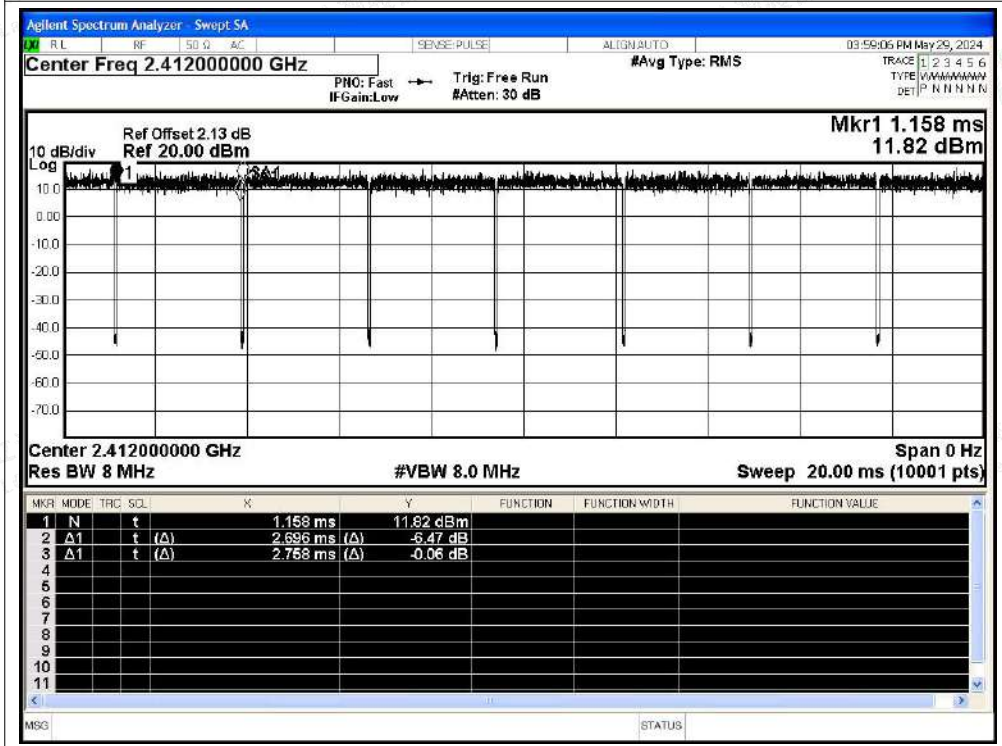 Agilent Spectrum Analyzer - Swept SA
LXI RL RF 50 Ω AC SENSE:PULSE ALIGN AUTO 03:59:06 PM May 29, 2024
Center Freq 2.412000000 GHz
PNO: Fast
IFGain:Low
Trig: Free Run
#Atten: 30 dB
#Avg Type: RMS
TRACE 1 2 3 4 5 6
TYPE
DET P N N N N N
Mkr1 1.158 ms
11.82 dBm
Ref Offset 2.13 dB
10 dB/div Ref 20.00 dBm
Log
1 3Δ1
10.0
0.00
-10.0
-20.0
-30.0
-40.0
-50.0
-60.0
-70.0
Center 2.412000000 GHz Span 0 Hz
Res BW 8 MHz #VBW 8.0 MHz Sweep 20.00 ms (10001 pts)
MKR MODE TRC SCL X Y FUNCTION FUNCTION WIDTH FUNCTION VALUE
1 N t 1.158 ms 11.82 dBm
2 Δ1 t (Δ) 2.696 ms (Δ) -6.47 dB
3 Δ1 t (Δ) 2.758 ms (Δ) -0.06 dB
4
5
6
7
8
9
10
11
MSG STATUS